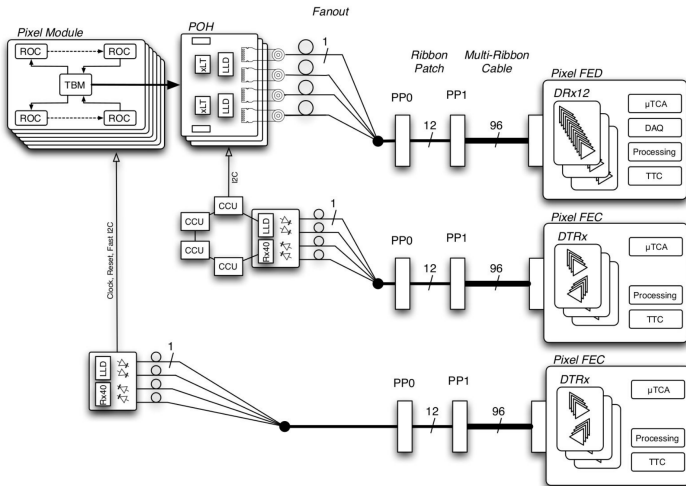 Fanout
Pixel Module
POH
ROC
ROC
TBM
ROC
ROC
xLT
LLD
xLT
LLD
1
Ribbon
Patch
Multi-Ribbon
Cable
PP0
PP1
12
96
Pixel FED
DRx12
µTCA
DAQ
Processing
TTC
I2C
CCU
CCU
CCU
CCU
LLD
Rx40
1
PP0
PP1
12
96
Pixel FEC
DTRx
µTCA
Processing
TTC
Clock, Reset, Fast I2C
LLD
Rx40
1
PP0
PP1
12
96
Pixel FEC
DTRx
µTCA
Processing
TTC